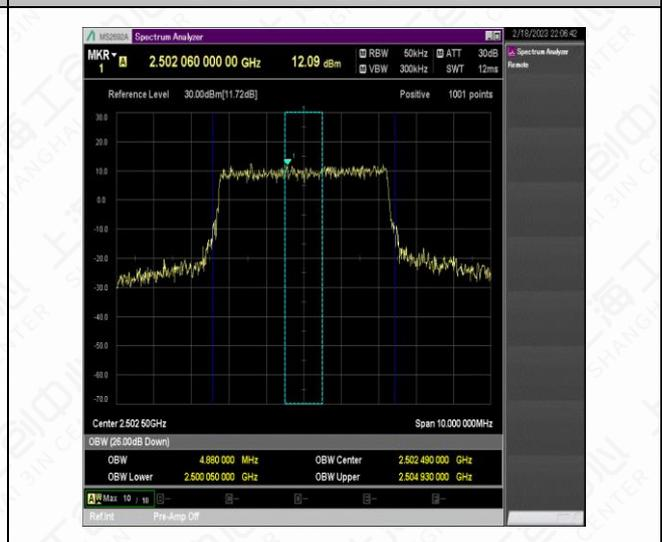 MS2692A Spectrum Analyzer 2/18/2023 22:06:42
MKR 1 A 2.502 060 000 00 GHz 12.09 dBm M RBW 50kHz M ATT 30dB
M VBW 300kHz SWT 12ms
Spectrum Analyzer
Remote
Reference Level 30.00dBm[11.72dB] Positive 1001 points
30.0
1
20.0
1
0.0
-10.0
-20.0
-30.0
-40.0
-50.0
-60.0
-70.0
Center 2.502 50GHz Span 10.000 000MHz
OBW (26.00dB Down)
OBW 4.880 000 MHz OBW Center 2.502 490 000 GHz
OBW Lower 2.500 050 000 GHz OBW Upper 2.504 930 000 GHz
A Max 10 / 10
Ref.Int Pre-Amp Off